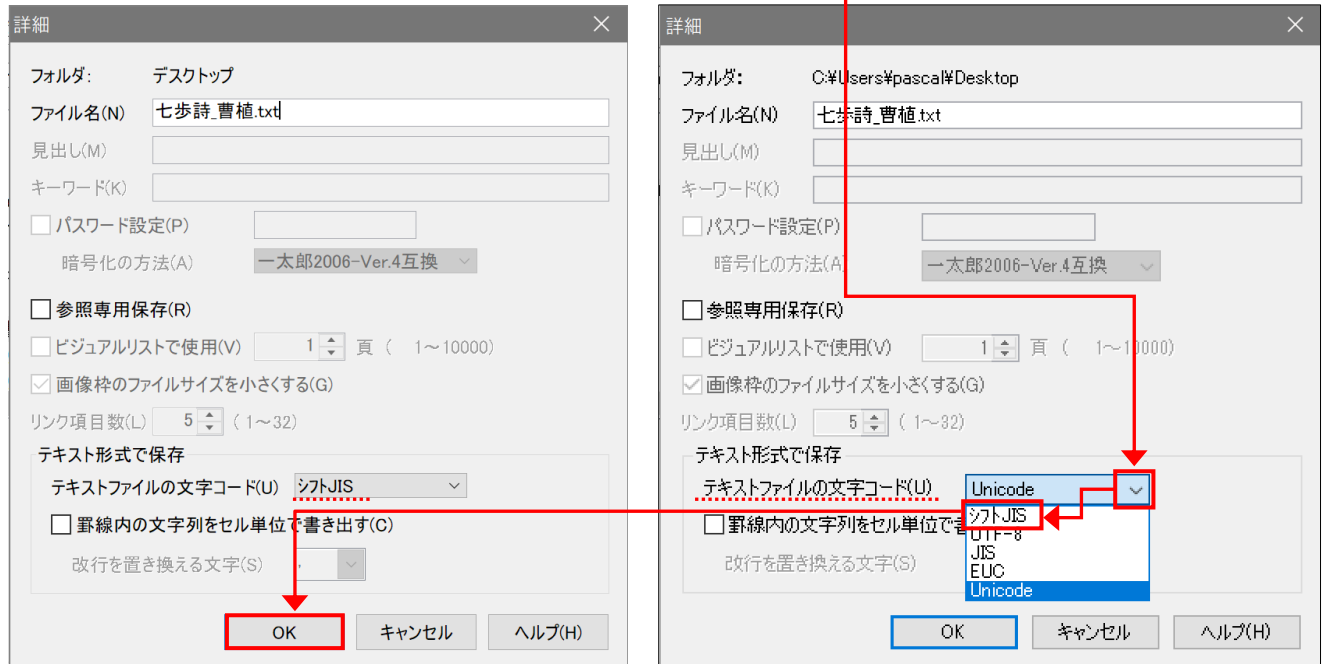 詳細
フォルダ: デスクトップ
ファイル名(N) 七歩詩_曹植.txt
見出し(M)
キーワード(K)
パスワード設定(P)
暗号化の方法(A) 一太郎2006-Ver.4互換
参照専用保存(R)
ビジュアルリストで使用(V) 1 頁 ( 1～10000)
画像枠のファイルサイズを小さくする(G)
リンク項目数(L) 5 ( 1～32)
テキスト形式で保存
テキストファイルの文字コード(U) シフトJIS
罫線内の文字列をセル単位で書き出す(C)
改行を置き換える文字(S)
OK キャンセル ヘルプ(H)
詳細
フォルダ: C:¥Users¥pascal¥Desktop
ファイル名(N) 七歩詩_曹植.txt
見出し(M)
キーワード(K)
パスワード設定(P)
暗号化の方法(A 一太郎2006-Ver.4互換
参照専用保存(R)
ビジュアルリストで使用(V) 1 頁 ( 1～10000)
画像枠のファイルサイズを小さくする(G)
リンク項目数(L) 5 ( 1～32)
テキスト形式で保存
テキストファイルの文字コード(U) Unicode
シフトJIS
罫線内の文字列をセル単位で書 UTF-8
JIS
改行を置き換える文字(S) EUC
Unicode
OK キャンセル ヘルプ(H)